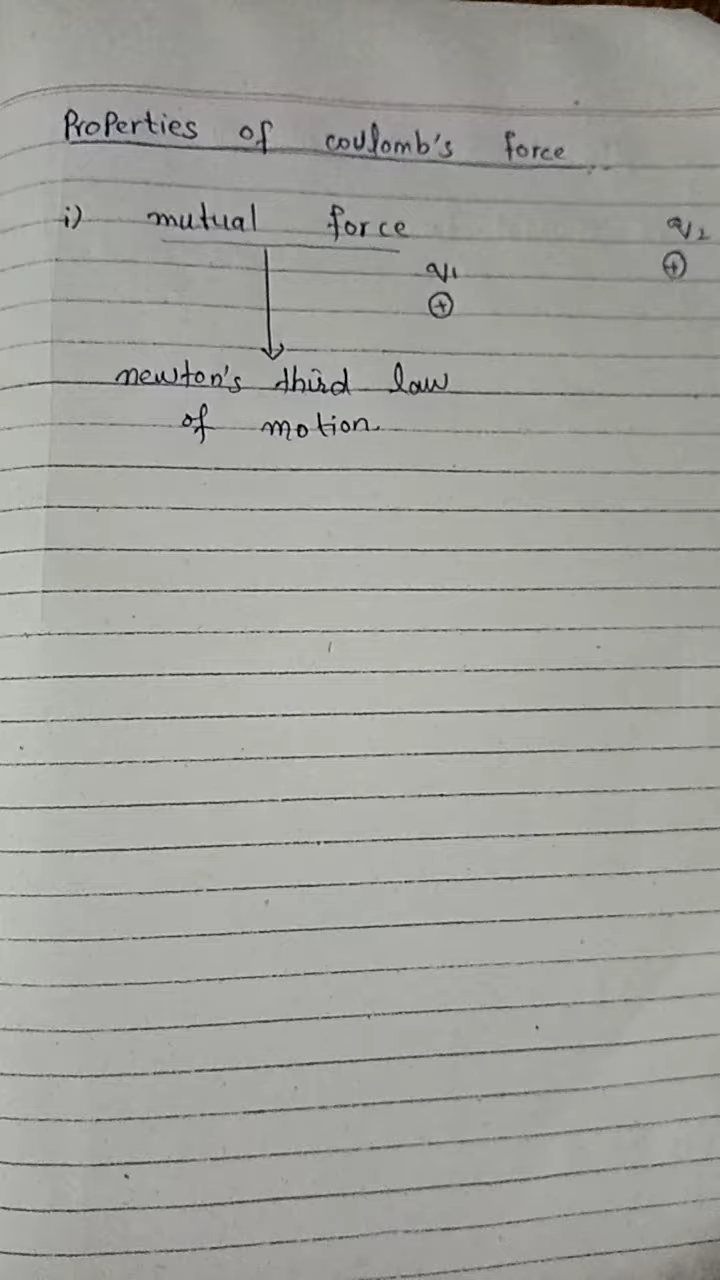 Properties of coulomb's force
i) mutual force
q1 q2
⊕ ⊕
newton's third law
of motion.